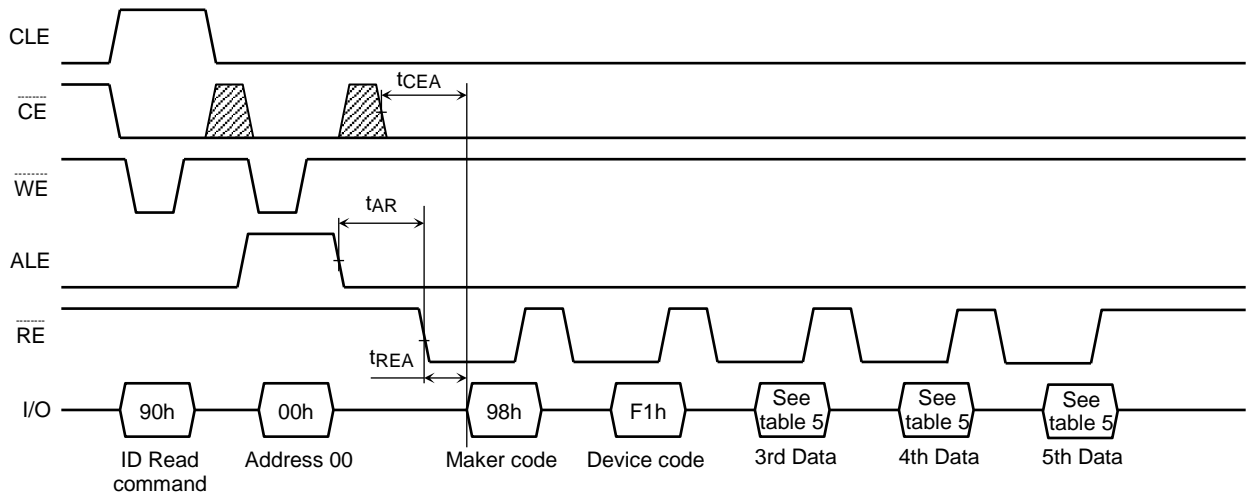 CLE
tCEA
CE
WE
tAR
ALE
RE
tREA
I/O
90h
00h
98h
F1h
See
table 5
See
table 5
See
table 5
ID Read
command
Address 00
Maker code
Device code
3rd Data
4th Data
5th Data